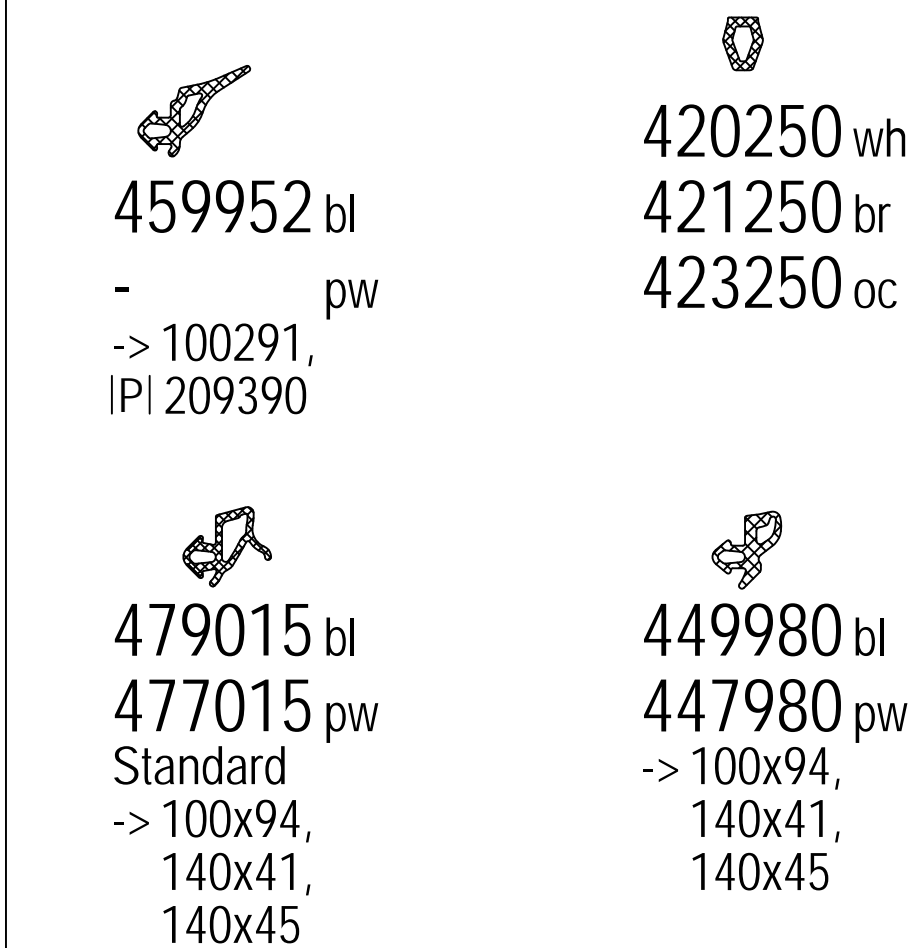 459952 bl
- pw
-> 100291,
|P| 209390
420250 wh
421250 br
423250 oc
479015 bl
477015 pw
Standard
-> 100x94,
140x41,
140x45
449980 bl
447980 pw
-> 100x94,
140x41,
140x45